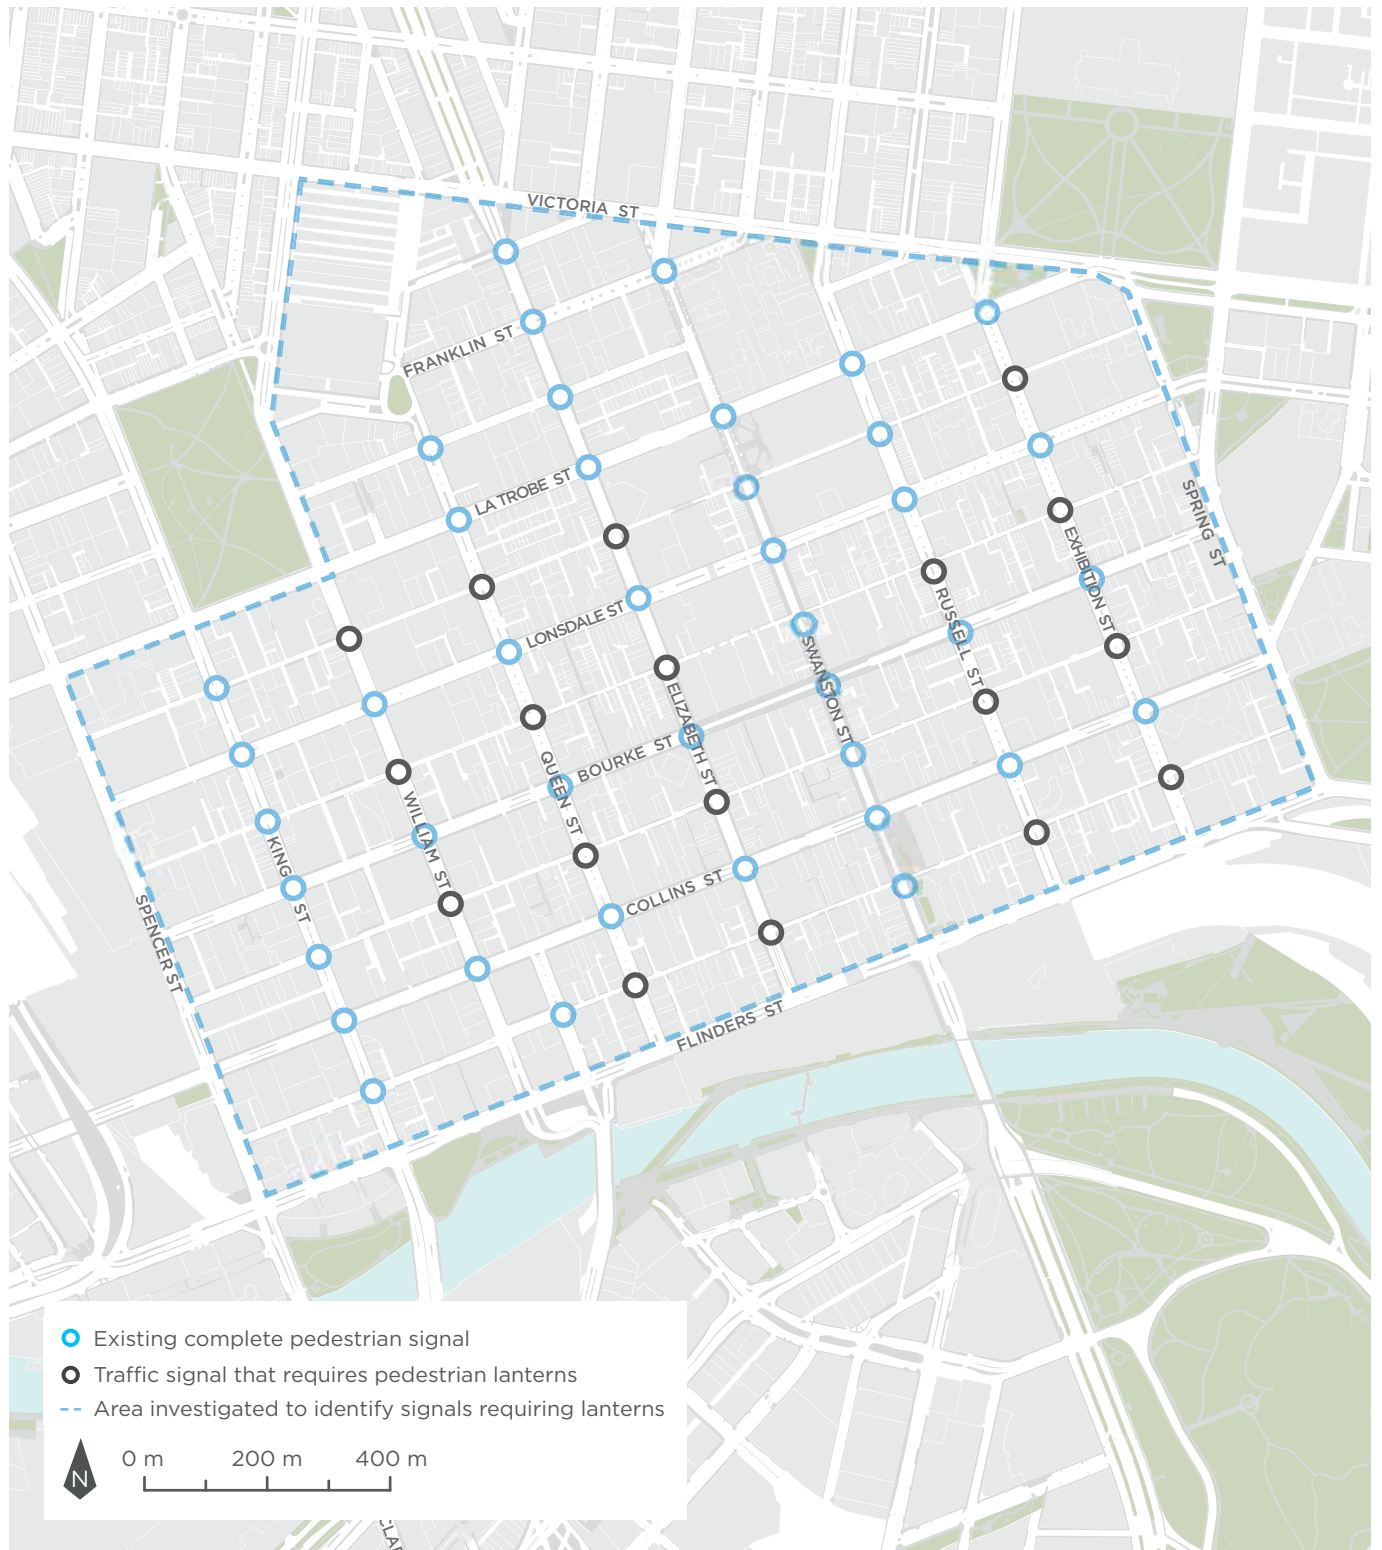 VICTORIA ST
FRANKLIN ST
LA TROBE ST
LONSDALE ST
BOURKE ST
COLLINS ST
FLINDERS ST
SPENCER ST
KING ST
WILLIAM ST
QUEEN ST
ELIZABETH ST
SWANSTON ST
RUSSELL ST
EXHIBITION ST
SPRING ST
Existing complete pedestrian signal
Traffic signal that requires pedestrian lanterns
Area investigated to identify signals requiring lanterns
N
0 m 200 m 400 m